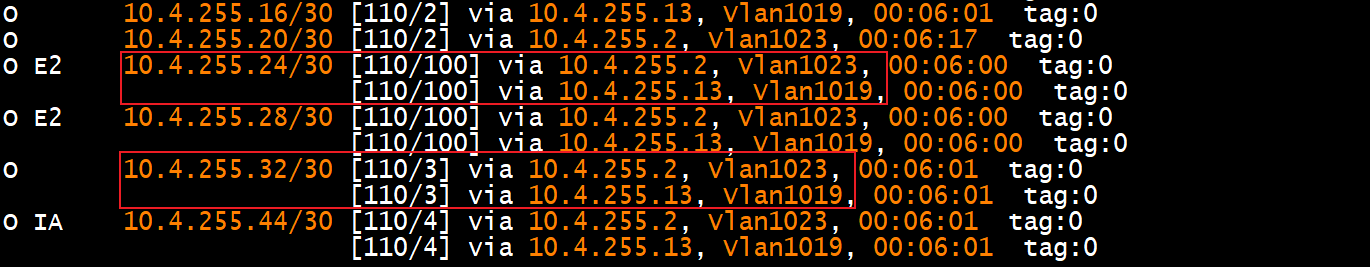 O 10.4.255.16/30 [110/2] via 10.4.255.13, Vlan1019, 00:06:01 tag:0
O 10.4.255.20/30 [110/2] via 10.4.255.2, Vlan1023, 00:06:17 tag:0
O E2 10.4.255.24/30 [110/100] via 10.4.255.2, Vlan1023, 00:06:00 tag:0
[110/100] via 10.4.255.13, Vlan1019, 00:06:00 tag:0
O E2 10.4.255.28/30 [110/100] via 10.4.255.2, Vlan1023, 00:06:00 tag:0
[110/100] via 10.4.255.13, Vlan1019, 00:06:00 tag:0
O 10.4.255.32/30 [110/3] via 10.4.255.2, Vlan1023, 00:06:01 tag:0
[110/3] via 10.4.255.13, Vlan1019, 00:06:01 tag:0
O IA 10.4.255.44/30 [110/4] via 10.4.255.2, Vlan1023, 00:06:01 tag:0
[110/4] via 10.4.255.13, Vlan1019, 00:06:01 tag:0